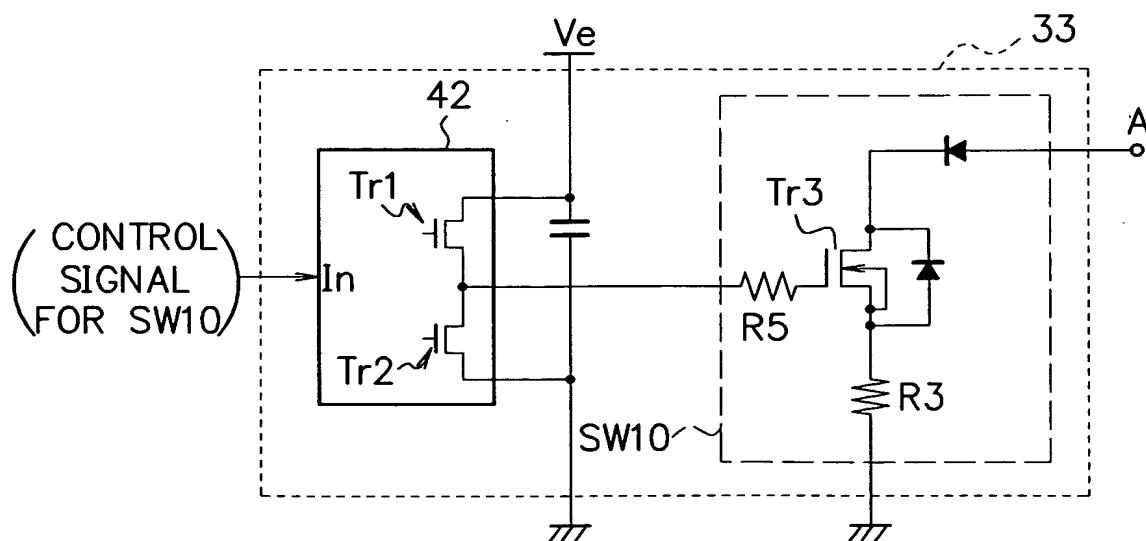 Ve
33
42
A
Tr1
Tr3
(CONTROL
SIGNAL
FOR SW10)
In
R5
Tr2
R3
SW10